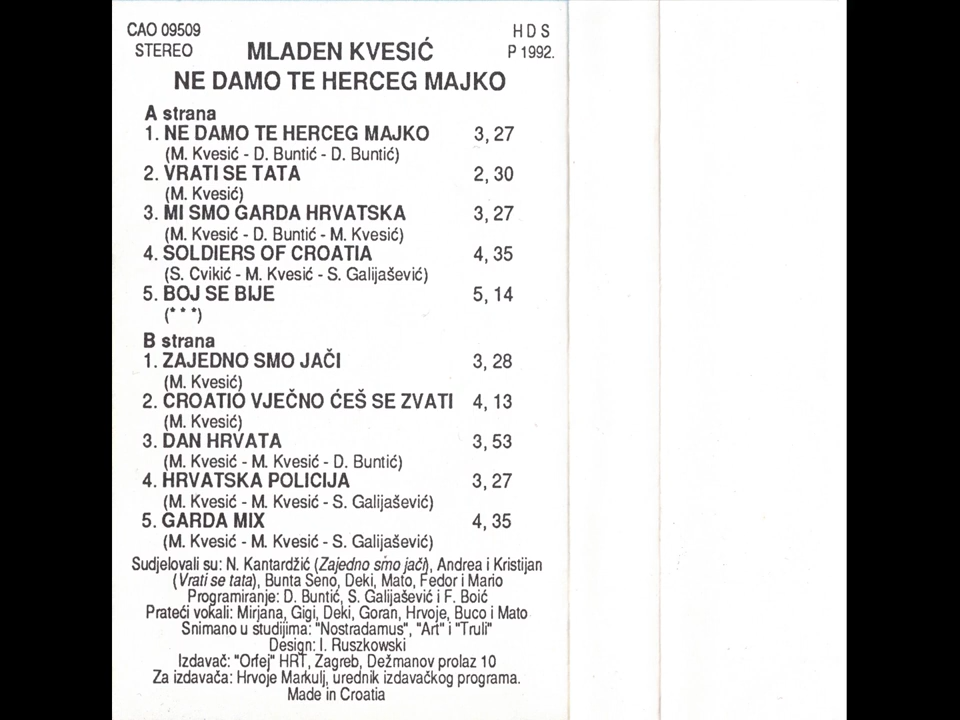 CAO 09509
STEREO
HDS
P 1992.
MLADEN KVESIĆ
NE DAMO TE HERCEG MAJKO
A strana
1. NE DAMO TE HERCEG MAJKO 3, 27
(M. Kvesić - D. Buntić - D. Buntić)
2. VRATI SE TATA 2, 30
(M. Kvesić)
3. MI SMO GARDA HRVATSKA 3, 27
(M. Kvesić - D. Buntić - M. Kvesić)
4. SOLDIERS OF CROATIA 4, 35
(S. Cvikić - M. Kvesić - S. Galijašević)
5. BOJ SE BIJE 5, 14
(* * *)
B strana
1. ZAJEDNO SMO JAČI 3, 28
(M. Kvesić)
2. CROATIO VJEČNO ĆEŠ SE ZVATI 4, 13
(M. Kvesić)
3. DAN HRVATA 3, 53
(M. Kvesić - M. Kvesić - D. Buntić)
4. HRVATSKA POLICIJA 3, 27
(M. Kvesić - M. Kvesić - S. Galijašević)
5. GARDA MIX 4, 35
(M. Kvesić - M. Kvesić - S. Galijašević)
Sudjelovali su: N. Kantardžić (Zajedno smo jači), Andrea i Kristijan
(Vrati se tata), Bunta Seno, Deki, Mato, Fedor i Mario
Programiranje: D. Buntić, S. Galijašević i F. Boić
Prateći vokali: Mirjana, Gigi, Deki, Goran, Hrvoje, Buco i Mato
Snimano u studijima: "Nostradamus", "Art" i "Truli"
Design: I. Ruszkowski
Izdavač: "Orfej" HRT, Zagreb, Dežmanov prolaz 10
Za izdavača: Hrvoje Markulj, urednik izdavačkog programa.
Made in Croatia